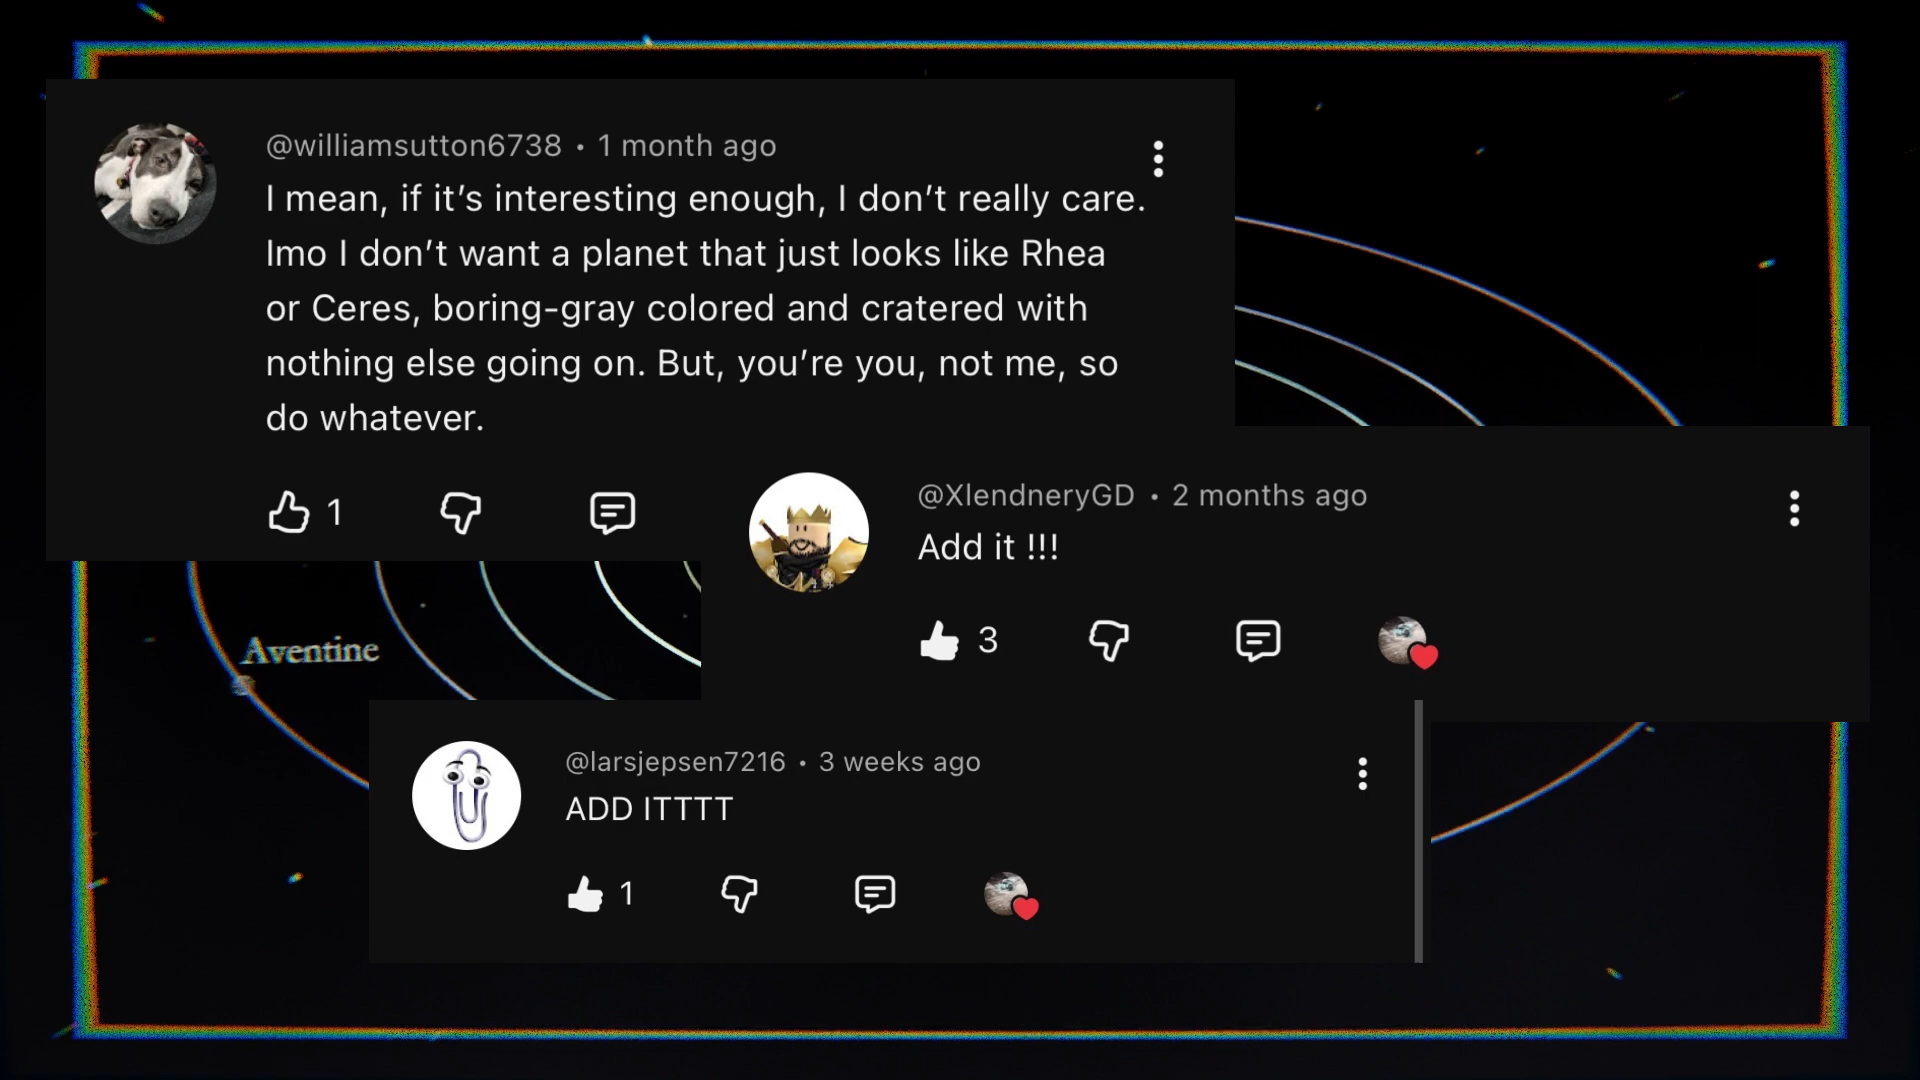 @williamsutton6738 • 1 month ago
I mean, if it’s interesting enough, I don’t really care.
Imo I don’t want a planet that just looks like Rhea
or Ceres, boring-gray colored and cratered with
nothing else going on. But, you’re you, not me, so
do whatever.
1
@XlendneryGD • 2 months ago
Add it !!!
3
Aventine
@larsjepsen7216 • 3 weeks ago
ADD ITTTT
1